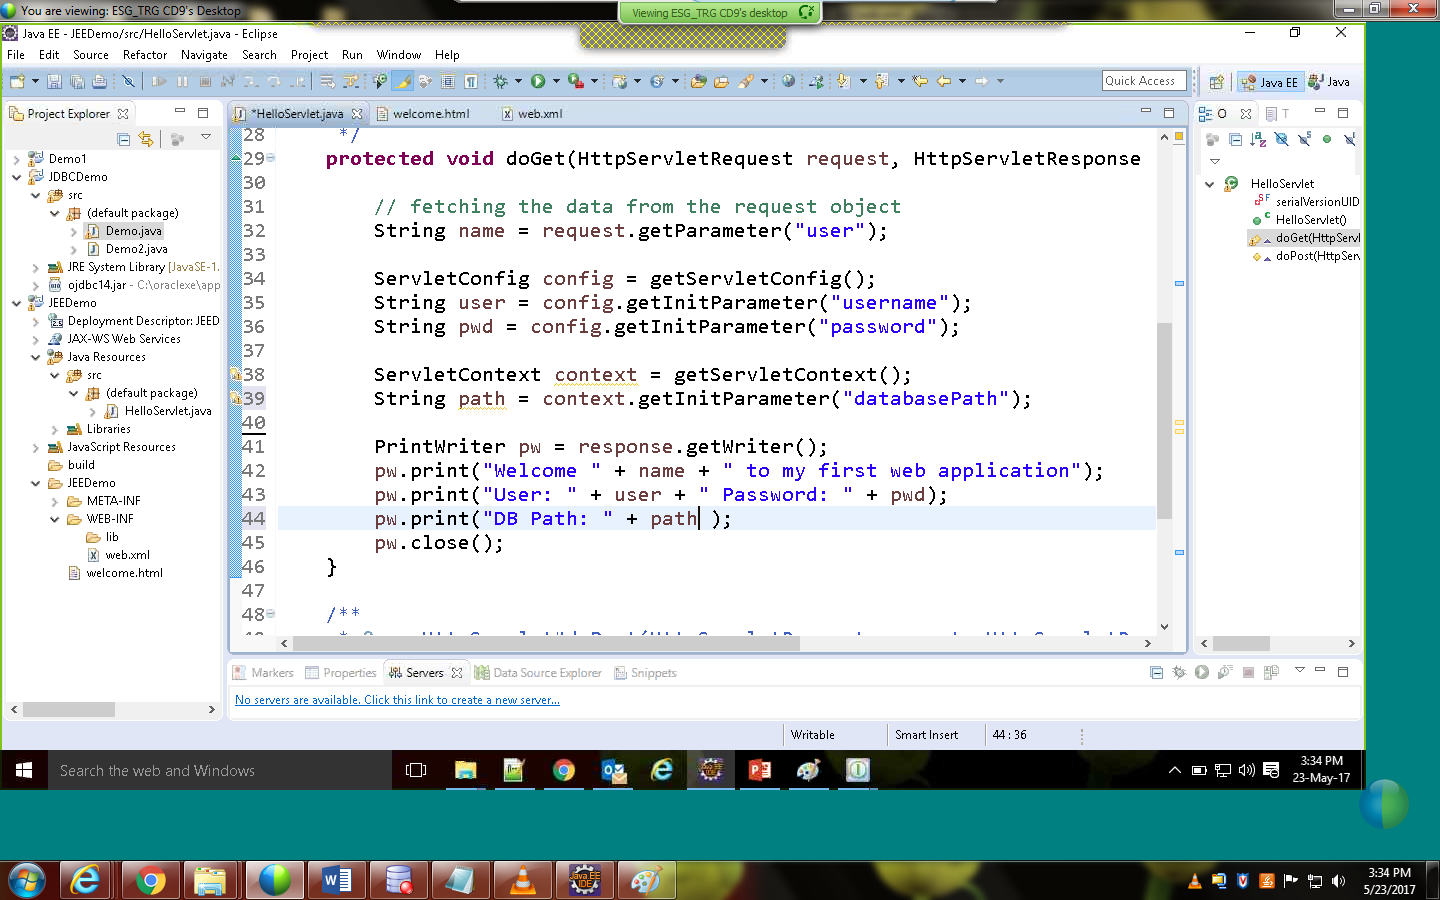 You are viewing: ESG_TRG CD9's Desktop
Viewing ESG_TRG CD9's desktop
Java EE - JEEDemo/src/HelloServlet.java - Eclipse
File Edit Source Refactor Navigate Search Project Run Window Help
Quick Access
Java EE
Java
Project Explorer
*HelloServlet.java
welcome.html
web.xml
O
T
Demo1
JDBCDemo
src
(default package)
Demo.java
Demo2.java
JRE System Library [JavaSE-1.
ojdbc14.jar - C:\oraclexe\app
JEEDemo
Deployment Descriptor: JEED
JAX-WS Web Services
Java Resources
src
(default package)
HelloServlet.java
Libraries
JavaScript Resources
build
JEEDemo
META-INF
WEB-INF
lib
web.xml
welcome.html
28 */
29 protected void doGet(HttpServletRequest request, HttpServletResponse
30
31 // fetching the data from the request object
32 String name = request.getParameter("user");
33
34 ServletConfig config = getServletConfig();
35 String user = config.getInitParameter("username");
36 String pwd = config.getInitParameter("password");
37
38 ServletContext context = getServletContext();
39 String path = context.getInitParameter("databasePath");
40
41 PrintWriter pw = response.getWriter();
42 pw.print("Welcome " + name + " to my first web application");
43 pw.print("User: " + user + " Password: " + pwd);
44 pw.print("DB Path: " + path );
45 pw.close();
46 }
47
48 /**
HelloServlet
serialVersionUID
HelloServlet()
doGet(HttpServl
doPost(HttpSer
Markers Properties Servers Data Source Explorer Snippets
No servers are available. Click this link to create a new server...
Writable Smart Insert 44 : 36
Search the web and Windows
3:34 PM
23-May-17
3:34 PM
5/23/2017